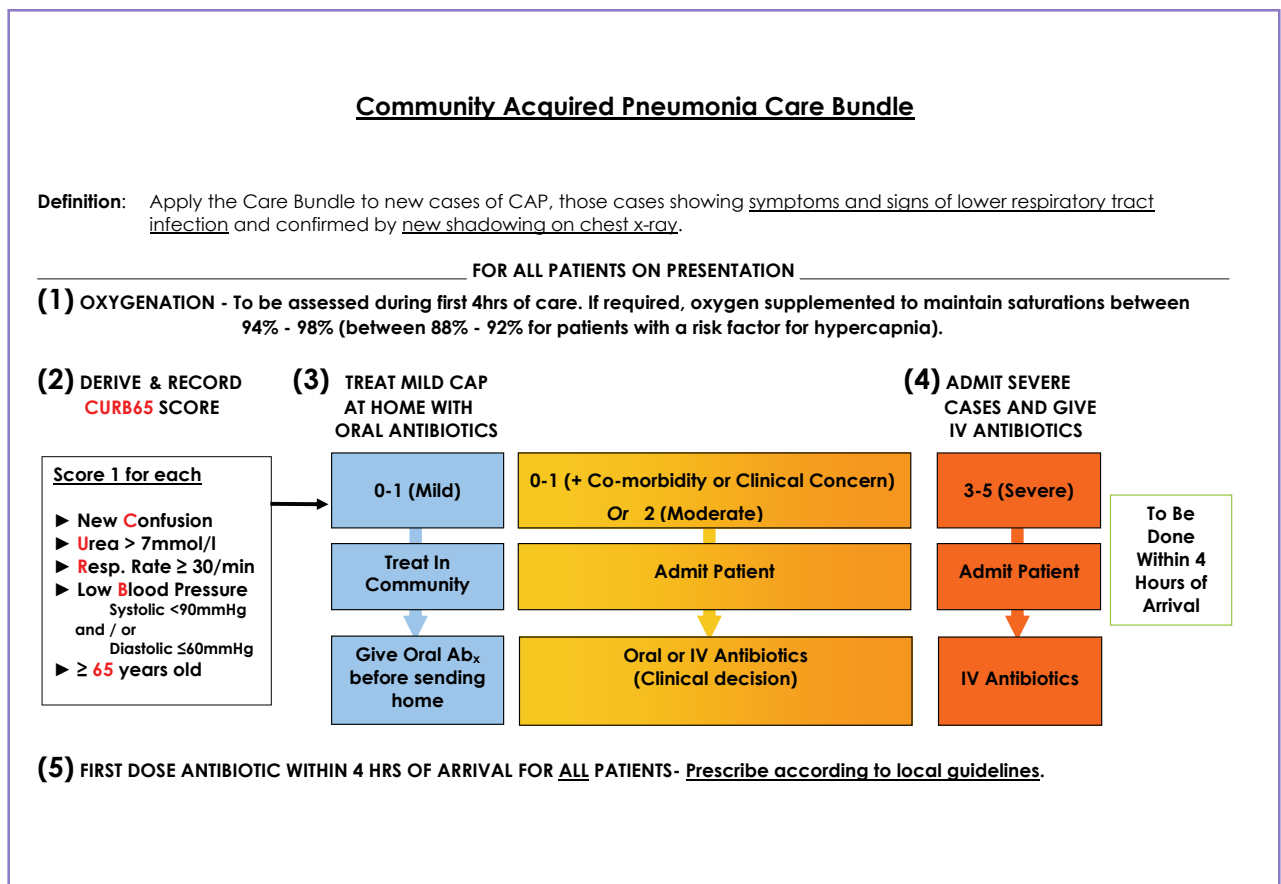 Community Acquired Pneumonia Care Bundle
Definition: Apply the Care Bundle to new cases of CAP, those cases showing symptoms and signs of lower respiratory tract
infection and confirmed by new shadowing on chest x-ray.
FOR ALL PATIENTS ON PRESENTATION
(1) OXYGENATION - To be assessed during first 4hrs of care. If required, oxygen supplemented to maintain saturations between
94% - 98% (between 88% - 92% for patients with a risk factor for hypercapnia).
(2) DERIVE & RECORD
CURB65 SCORE
Score 1 for each
► New Confusion
► Urea > 7mmol/l
► Resp. Rate ≥ 30/min
► Low Blood Pressure
Systolic <90mmHg
and / or
Diastolic ≤60mmHg
► ≥ 65 years old
(3) TREAT MILD CAP
AT HOME WITH
ORAL ANTIBIOTICS
0-1 (Mild)
Treat In
Community
Give Oral Abx
before sending
home
0-1 (+ Co-morbidity or Clinical Concern)
Or 2 (Moderate)
Admit Patient
Oral or IV Antibiotics
(Clinical decision)
(4) ADMIT SEVERE
CASES AND GIVE
IV ANTIBIOTICS
3-5 (Severe)
Admit Patient
IV Antibiotics
To Be
Done
Within 4
Hours of
Arrival
(5) FIRST DOSE ANTIBIOTIC WITHIN 4 HRS OF ARRIVAL FOR ALL PATIENTS- Prescribe according to local guidelines.